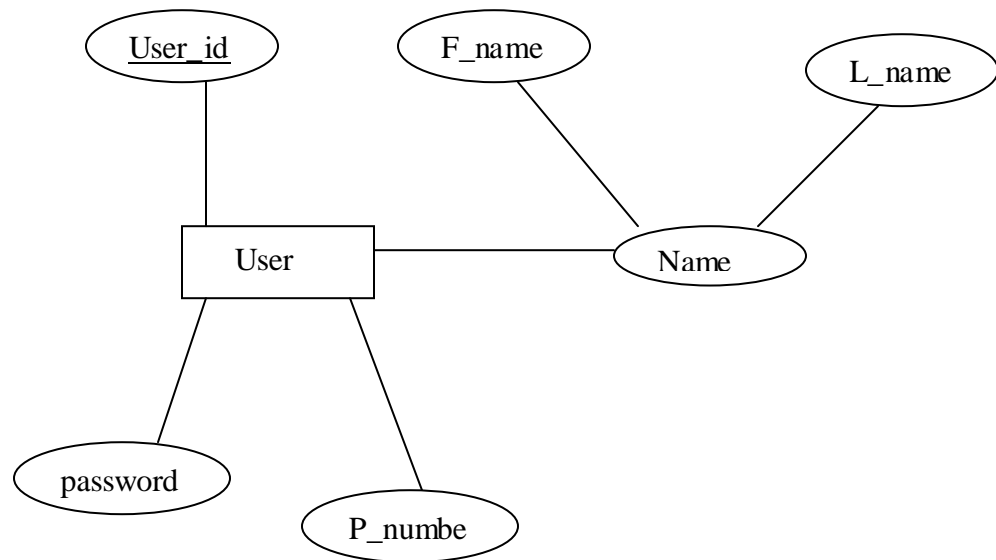 User_id
F_name
L_name
User
Name
password
P_numbe